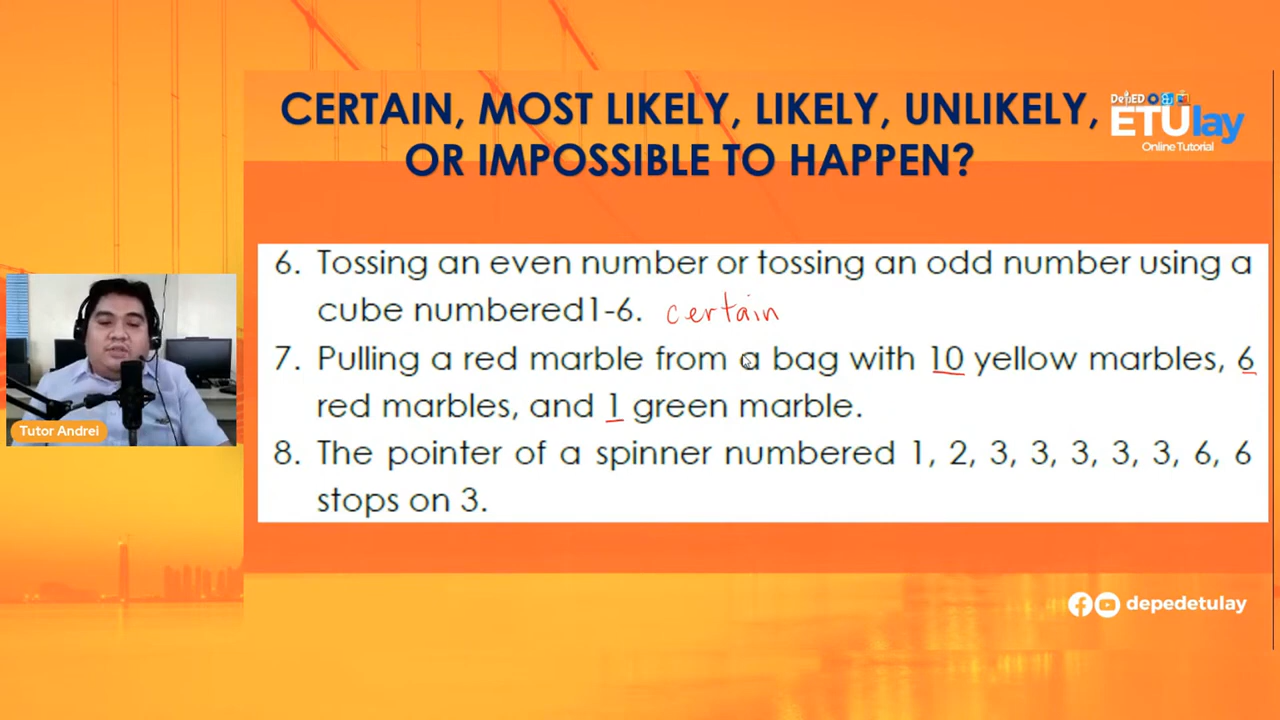 CERTAIN, MOST LIKELY, LIKELY, UNLIKELY,
OR IMPOSSIBLE TO HAPPEN?
DepED
ETUlay
Online Tutorial
6. Tossing an even number or tossing an odd number using a
cube numbered1-6. certain
7. Pulling a red marble from a bag with 10 yellow marbles, 6
red marbles, and 1 green marble.
8. The pointer of a spinner numbered 1, 2, 3, 3, 3, 3, 3, 6, 6
stops on 3.
Tutor Andrei
depedetulay